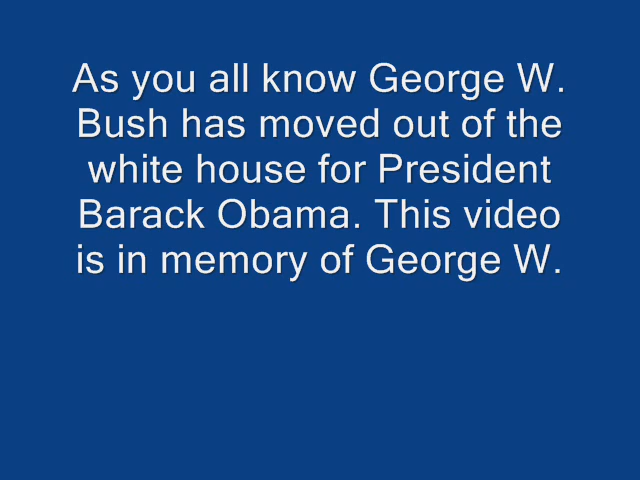 As you all know George W.
Bush has moved out of the
white house for President
Barack Obama. This video
is in memory of George W.